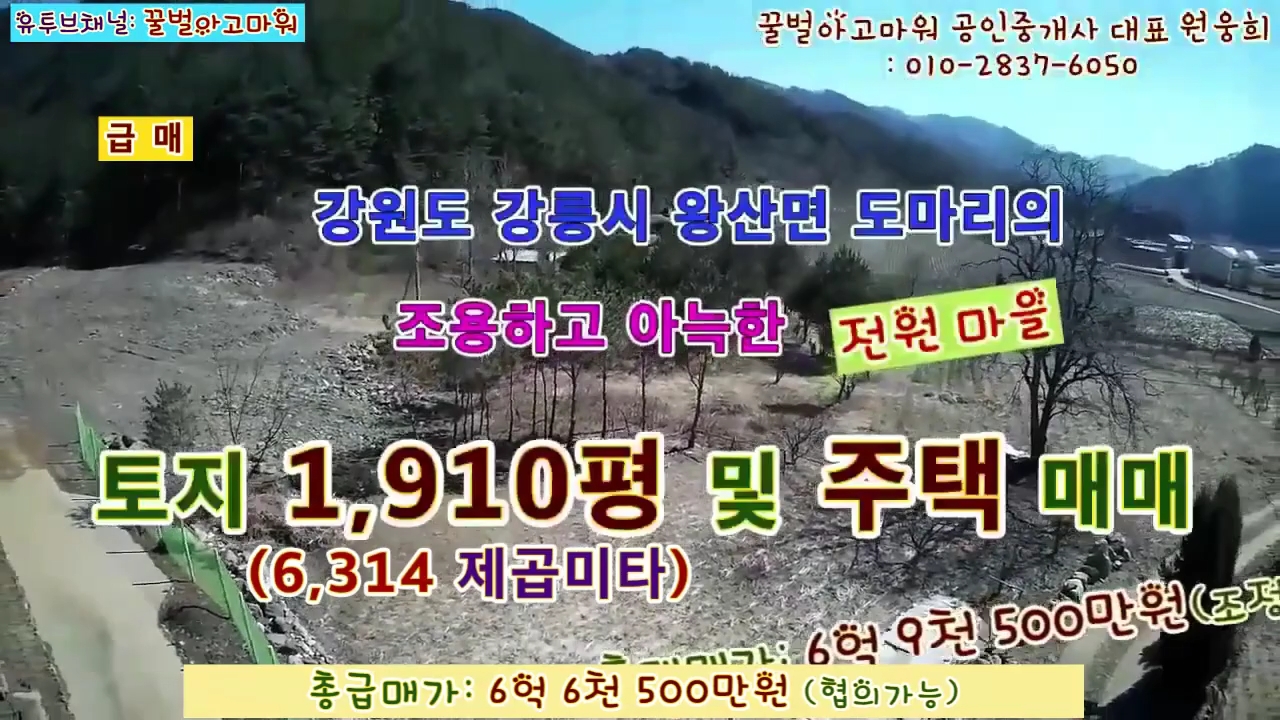 유투브채널: 꿀벌아고마워
꿀벌아고마워 공인중개사 대표 원웅희
: 010-2837-6050
급 매
강원도 강릉시 왕산면 도마리의
조용하고 아늑한 전원 마을
토지 1,910평 및 주택 매매
(6,314 제곱미타)
6억 9천 500만원(조정
총급매가: 6억 6천 500만원 (협희가능)